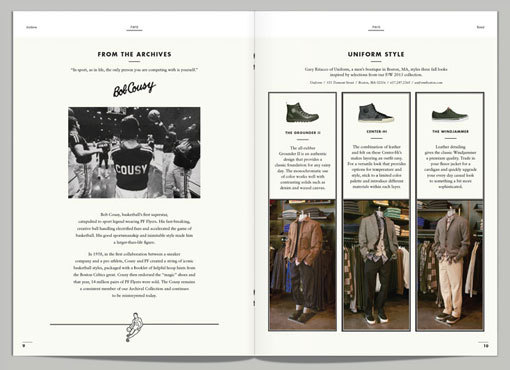 PAGE
FROM THE ARCHIVES
"In sport, as in life, the only person you are competing with is yourself."
Bob Cousy
COUSY
Bob Cousy, basketball's first superstar,
catapulted to sport legend wearing PF Flyers. His fast-breaking,
creative ball handling electrified fans and accelerated the game of
basketball. His good sportsmanship and inimitable style made him
a larger-than-life figure.
In 1958, as the first collaboration between a sneaker
company and a pro athlete, Cousy and PF created a string of iconic
basketball styles, packaged with a Booklet of helpful hoop hints from
the Boston Celtics great. Cousy then endorsed the "magic" shoes and
that year, 14 million pairs of PF Flyers were sold. The Cousy remains
a consistent member of our Archival Collection and continues
to be reinterpreted today.
9
UNIFORM STYLE
Gary Ritacco of Uniform, a men's boutique in Boston, MA, styles three fall looks
inspired by selections from our F/W 2013 collection.
Uniform / 511 Tremont Street / Boston, MA 02116 / 617.247.2360 / uniformboston.com
THE GROUNDER II
The all-rubber
Grounder II is an authentic
design that provides a
classic foundation for any rainy
day. The monochromatic use
of color works well with
contrasting solids such as
denim and waxed canvas.
CENTER-HI
The combination of leather
and felt on these Center-His
makes layering an outfit easy.
For a versatile look that provides
options for temperature and
style, stick to a limited color
palette and introduce different
materials within each layer.
THE WINDJAMMER
Leather detailing
gives the classic Windjammer
a premium quality. Trade in
your fleece jacket for a
cardigan and quickly upgrade
your every day casual look
to something a bit more
sophisticated.
10